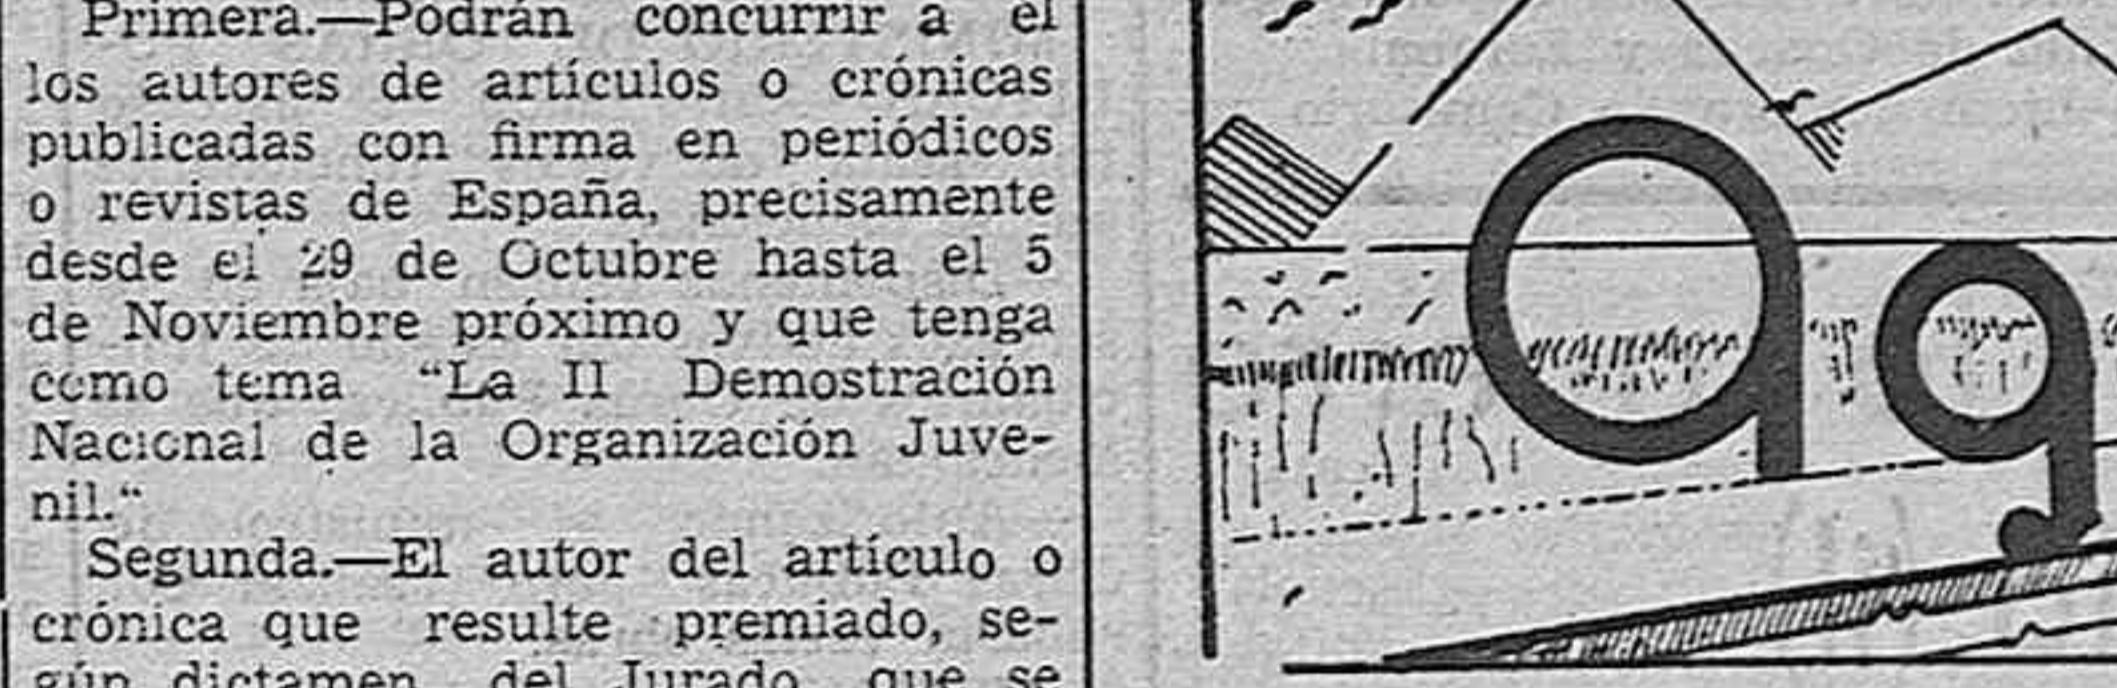 Primera.—Podrán concurrir a el
los autores de artículos o crónicas
publicadas con firma en periódicos
o revistas de España, precisamente
desde el 29 de Octubre hasta el 5
de Noviembre próximo y que tenga
como tema “La II Demostración
Nacional de la Organización Juve-
nil.“
Segunda.—El autor del artículo o
crónica que resulte premiado, se-
gún dictamen del Jurado que se